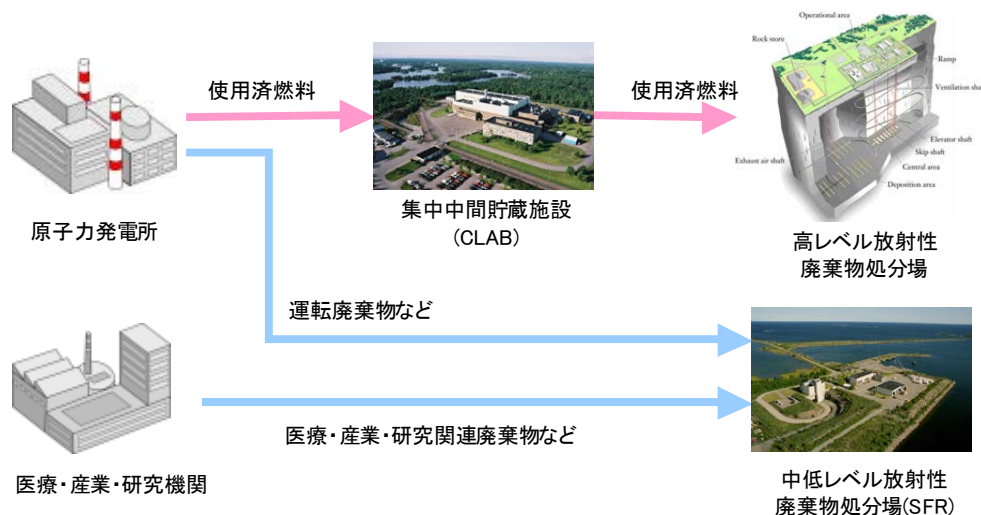 使用済燃料
使用済燃料
Operational area
Rock store
Ramp
Ventilation sha
Elevator shaft
Skip shaft
Central area
Exhaust air shaft
Deposition area
原子力発電所
集中中間貯蔵施設
(CLAB)
高レベル放射性
廃棄物処分場
運転廃棄物など
医療・産業・研究関連廃棄物など
医療・産業・研究機関
中低レベル放射性
廃棄物処分場(SFR)